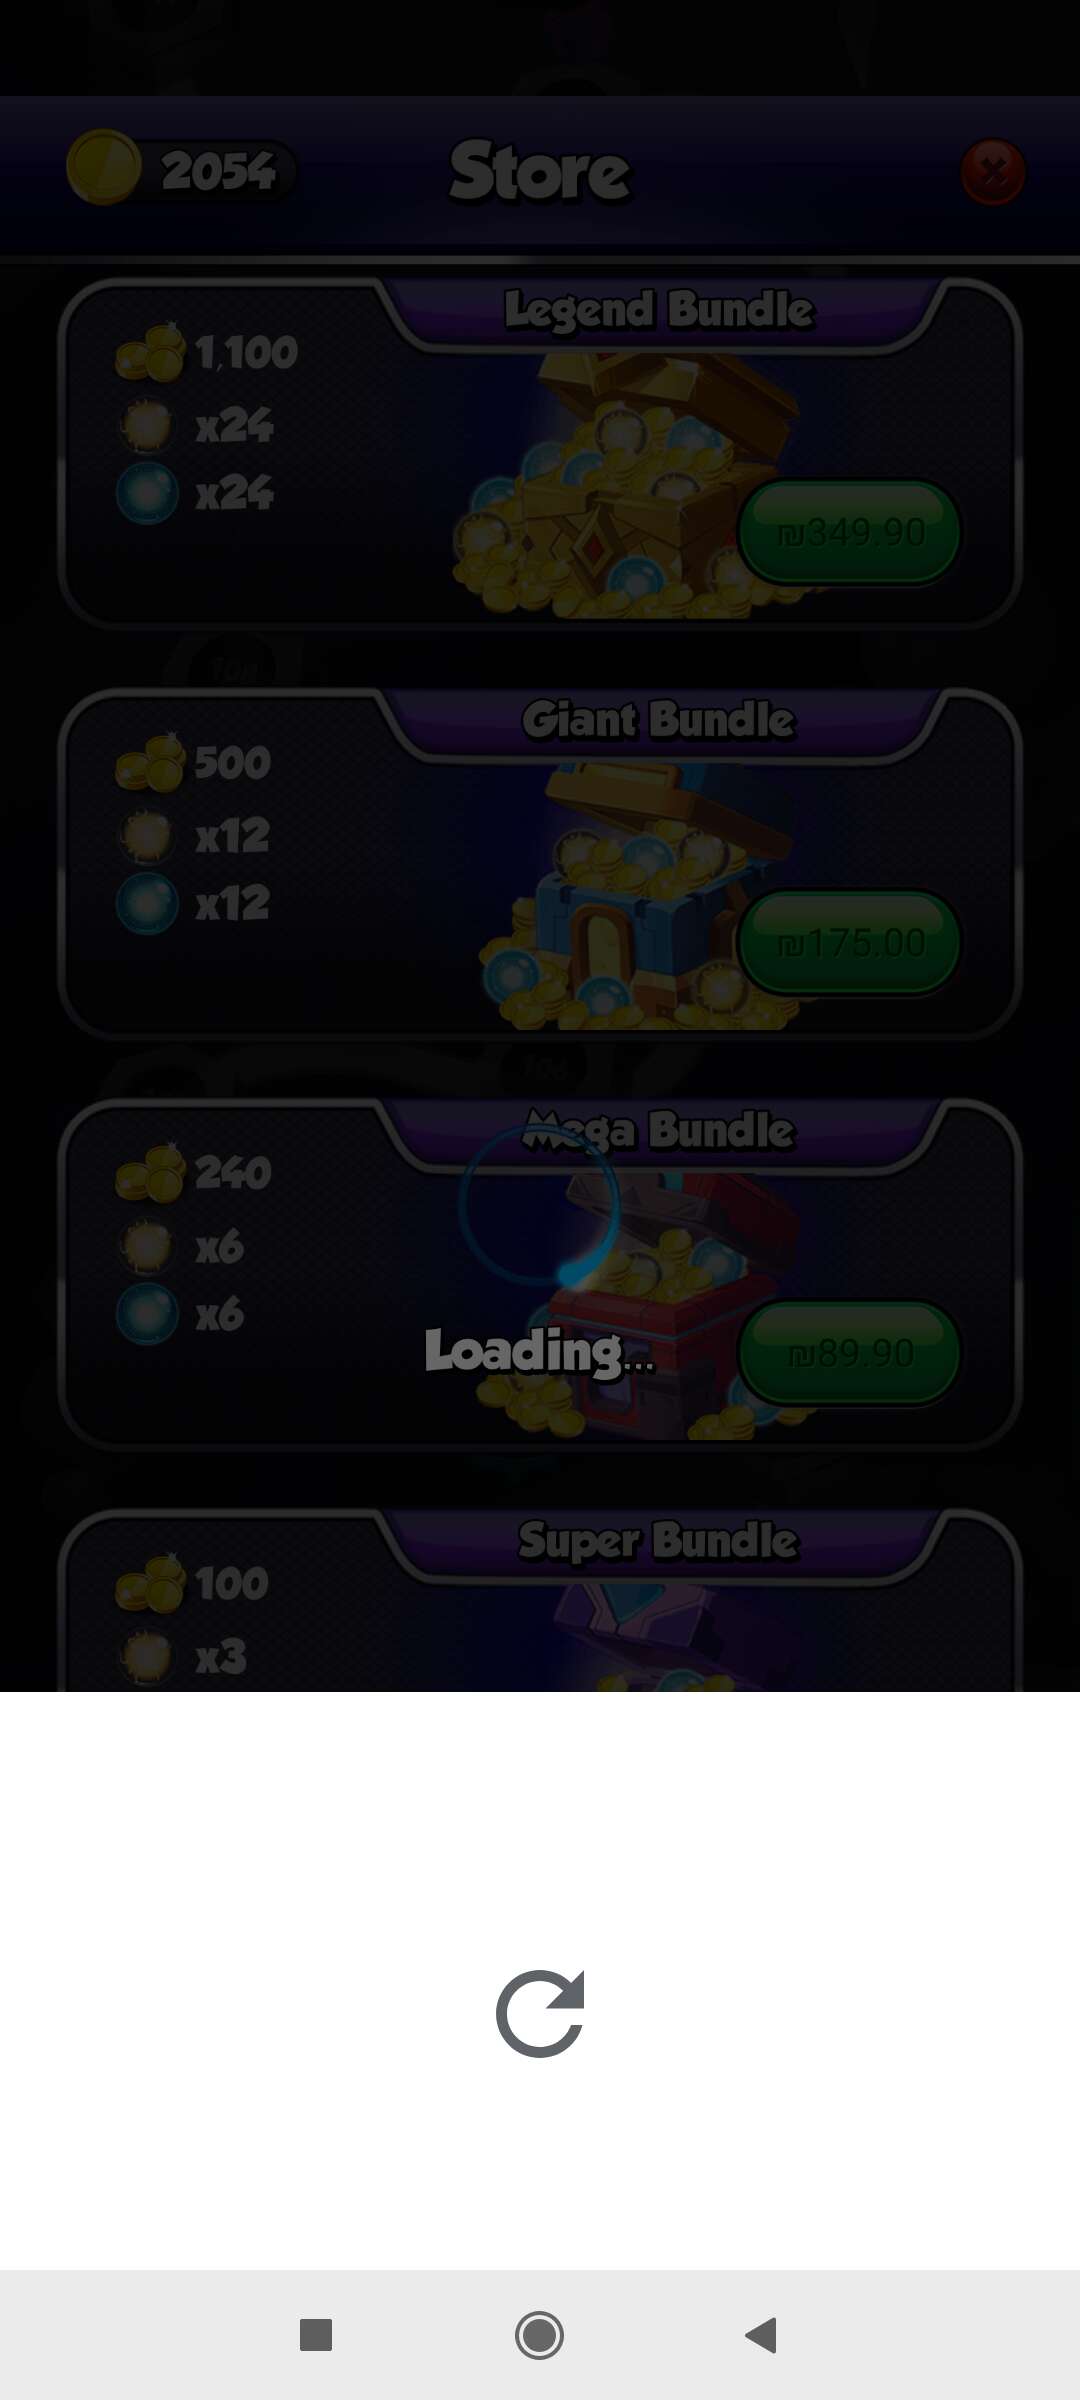 2054
Store
Legend Bundle
1,100
x24
x24
₪349.90
Giant Bundle
500
x12
x12
₪175.00
Mega Bundle
240
x6
x6
Loading...
₪89.90
Super Bundle
100
x3